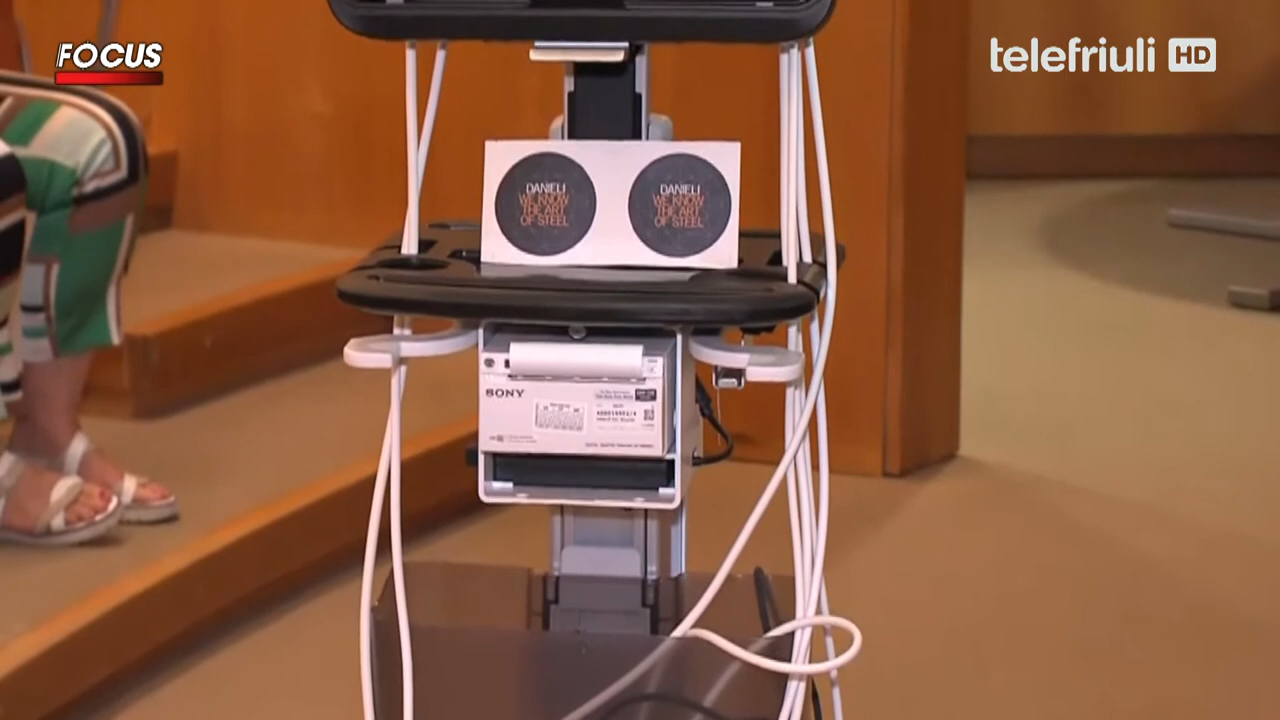 FOCUS
telefriuli HD
DANIELI
WE KNOW
THE ART
OF STEEL
DANIELI
WE KNOW
THE ART
OF STEEL
SONY